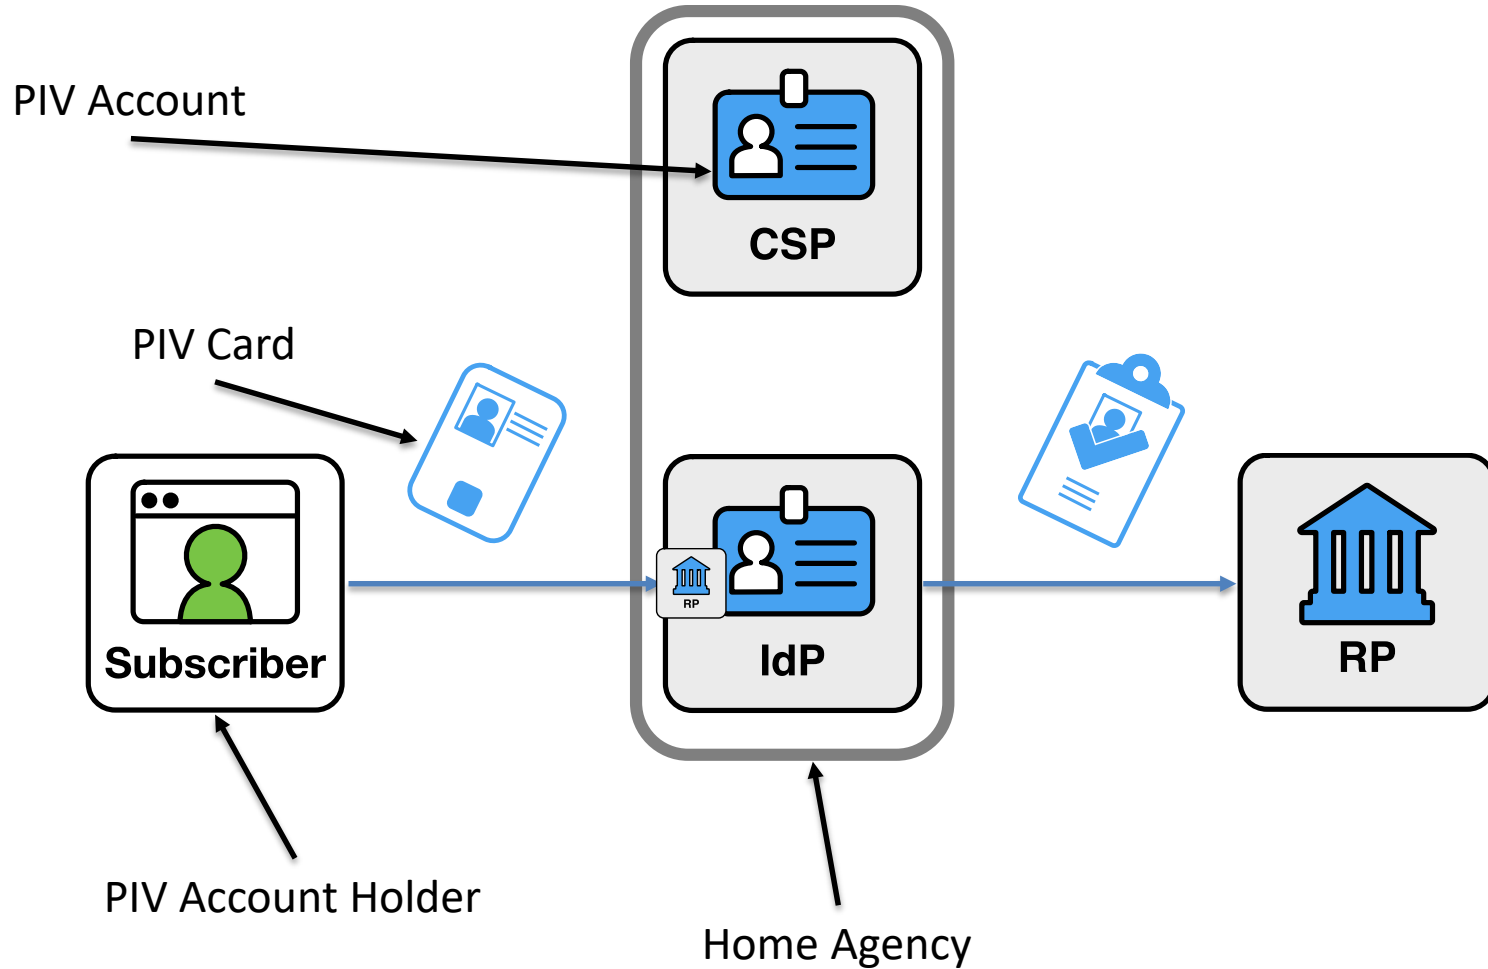 PIV Account
CSP
PIV Card
Subscriber
RP
IdP
RP
PIV Account Holder
Home Agency